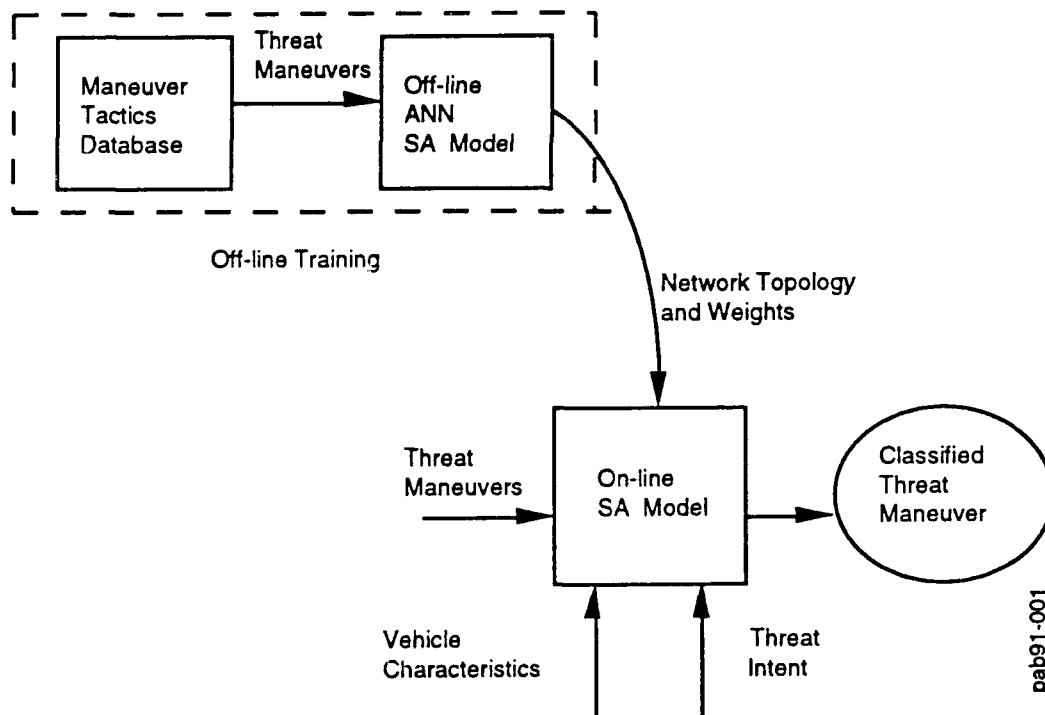 Threat
Maneuvers
Maneuver
Tactics
Database
Off-line
ANN
SA Model
Off-line Training
Network Topology
and Weights
Threat
Maneuvers
On-line
SA Model
Classified
Threat
Maneuver
Vehicle
Characteristics
Threat
Intent
pab91-001